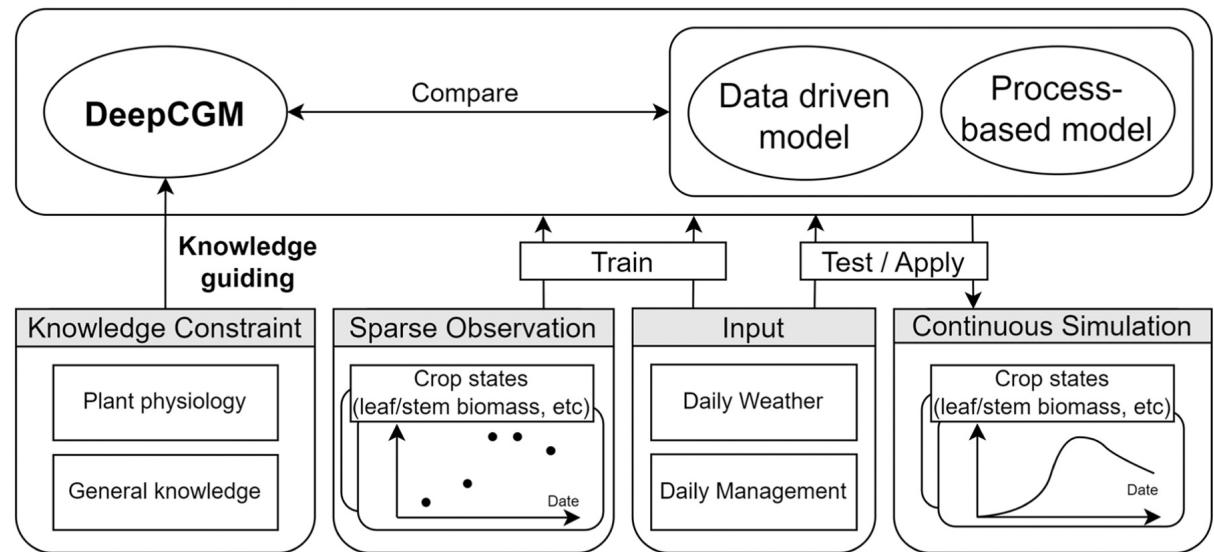 DeepCGM
Compare
Data driven
model
Process-
based model
Knowledge
guiding
Train
Test / Apply
Knowledge Constraint
Plant physiology
General knowledge
Sparse Observation
Crop states
(leaf/stem biomass, etc)
Date
Input
Daily Weather
Daily Management
Continuous Simulation
Crop states
(leaf/stem biomass, etc)
Date